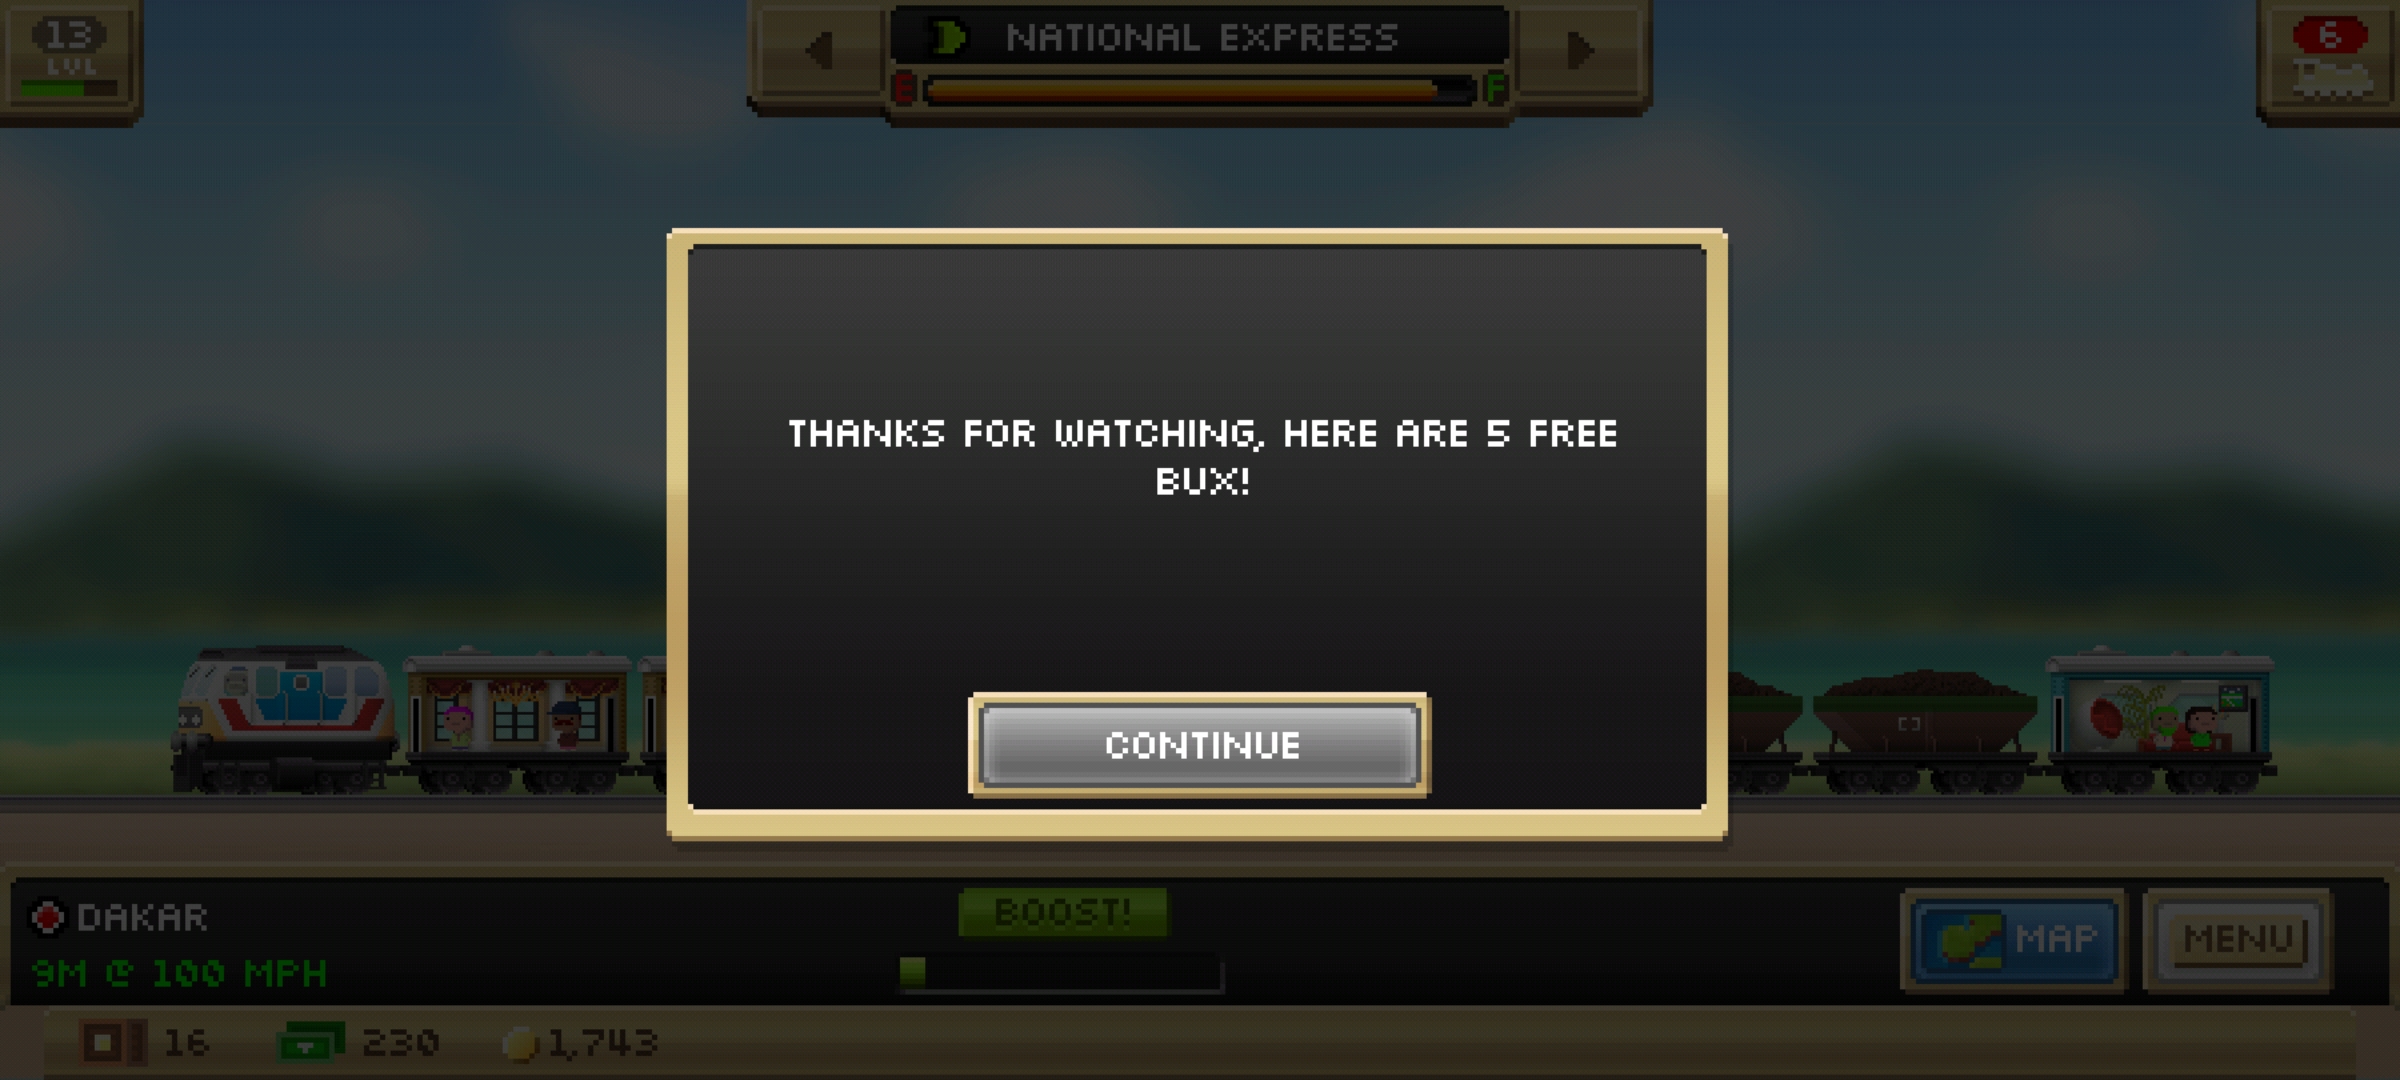 13
LVL
NATIONAL EXPRESS
E F
6
THANKS FOR WATCHING, HERE ARE 5 FREE
BUX!
CONTINUE
DAKAR
9M @ 100 MPH
BOOST!
MAP
MENU
16 230 1,743